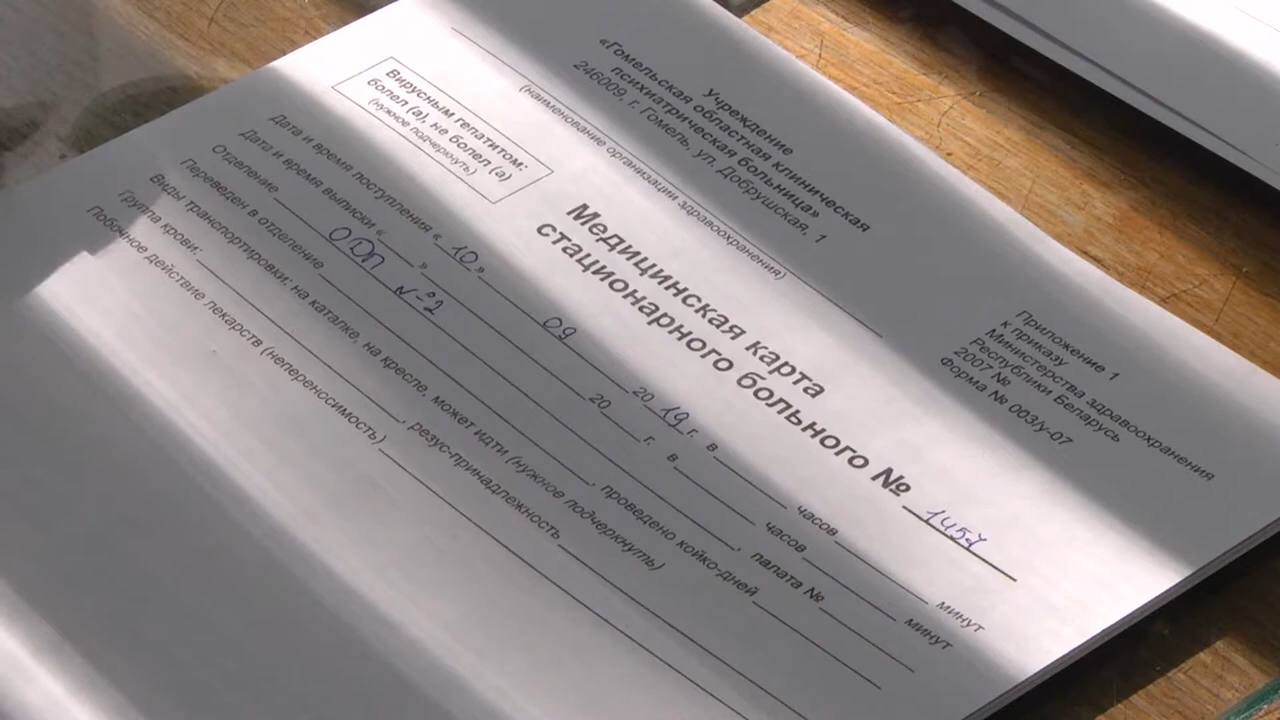 Учреждение
«Гомельская областная клиническая
психиатрическая больница»
246009, г. Гомель, ул. Добрушская, 1
(наименование организации здравоохранения)
Приложение 1
к приказу
Министерства здравоохранения
Республики Беларусь
2007 №
Форма № 003/у-07
Вирусным гепатитом:
болел (а), не болел (а)
(нужное подчеркнуть)
Медицинская карта
стационарного больного № 1457
Дата и время поступления « 10 » 09 20 19 г. в часов минут
Дата и время выписки « » 20 г. в часов минут
Отделение ОДп №2, палата №
Переведен в отделение, проведено койко-дней
Виды транспортировки: на каталке, на кресле, может идти (нужное подчеркнуть)
Группа крови:, резус-принадлежность
Побочное действие лекарств (непереносимость)